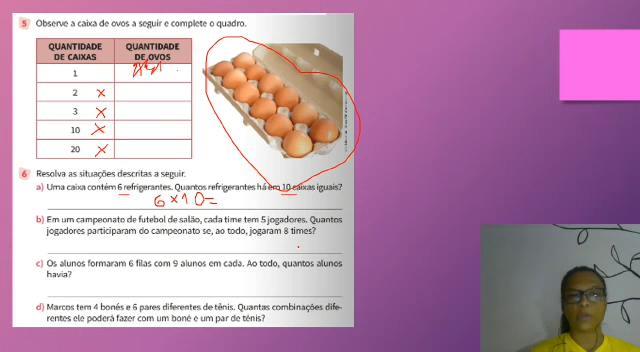 5 Observe a caixa de ovos a seguir e complete o quadro.
QUANTIDADE DE CAIXAS QUANTIDADE DE OVOS
1
2 x
3 x
10 x
20 x
6 Resolva as situações descritas a seguir.
a) Uma caixa contém 6 refrigerantes. Quantos refrigerantes há em 10 caixas iguais?
6 x 10=
b) Em um campeonato de futebol de salão, cada time tem 5 jogadores. Quantos
jogadores participaram do campeonato se, ao todo, jogaram 8 times?
c) Os alunos formaram 6 filas com 9 alunos em cada. Ao todo, quantos alunos
havia?
d) Marcos tem 4 bonés e 6 pares diferentes de tênis. Quantas combinações dife-
rentes ele poderá fazer com um boné e um par de tênis?